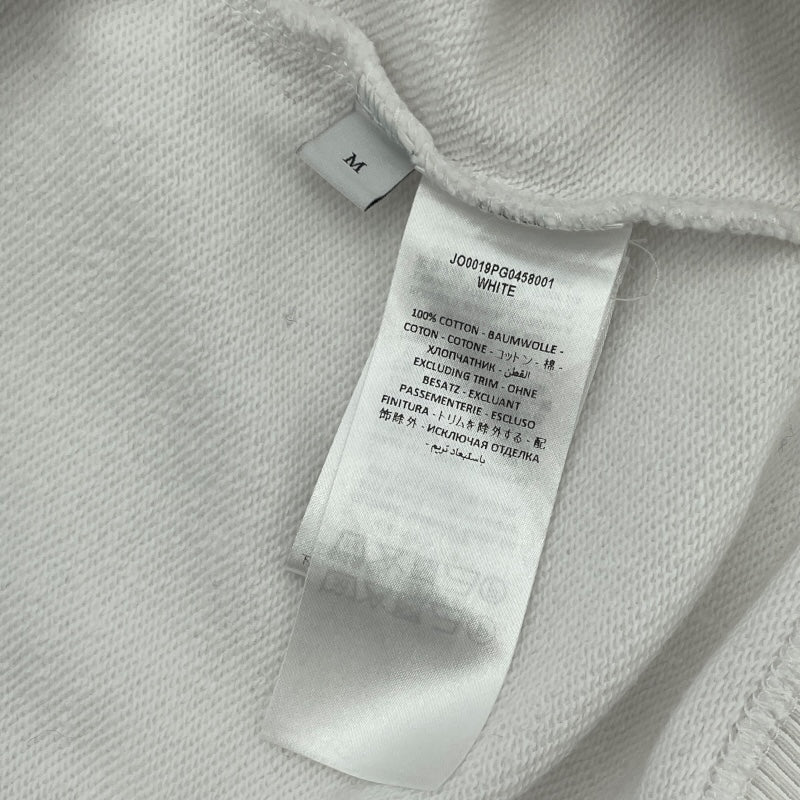 M
JO0019PG0458001
WHITE
100% COTTON - BAUMWOLLE -
COTON - COTONE - コットン - 棉 -
ХЛОПЧАТНИК - القطن
EXCLUDING TRIM - OHNE
BESATZ - EXCLUANT
PASSEMENTERIE - ESCLUSO
FINITURA - トリムを除外する - 配
饰除外 - ИСКЛЮЧАЯ ОТДЕЛКА
- باستبعاد تريم